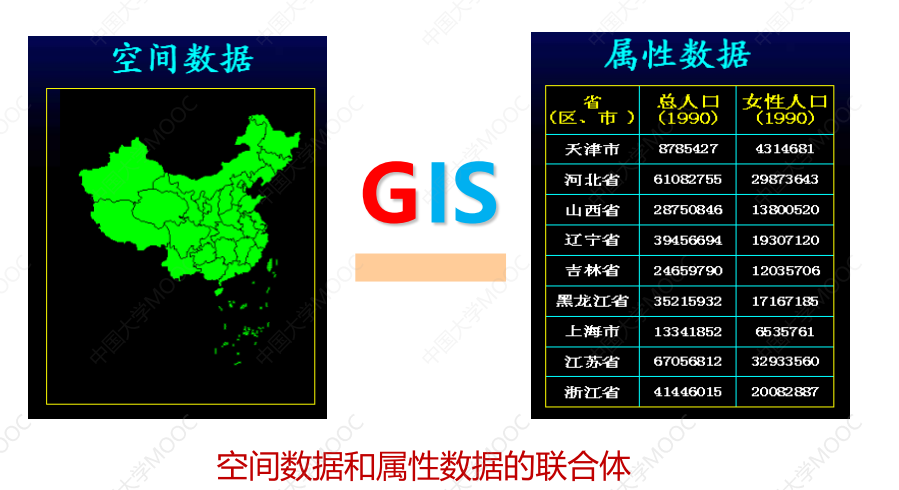 空间数据
属性数据
省
(区、市 )
总人口
(1990)
女性人口
(1990)
天津市 8785427 4314681
河北省 61082755 29873643
山西省 28750846 13800520
辽宁省 39456694 19307120
吉林省 24659790 12035706
黑龙江省 35215932 17167185
上海市 13341852 6535761
江苏省 67056812 32933560
浙江省 41446015 20082887
GIS
空间数据和属性数据的联合体
中国大学MOOC